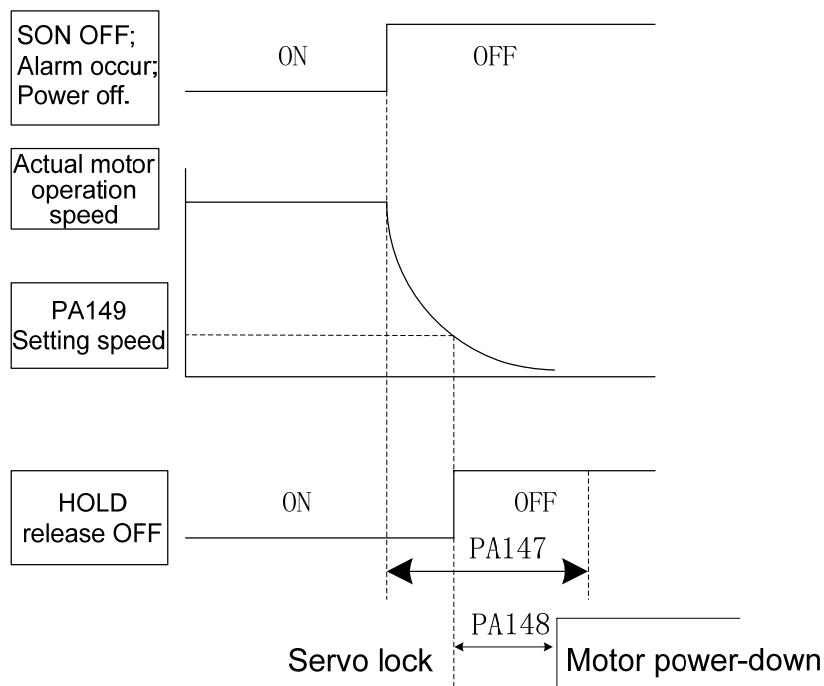 SON OFF;
Alarm occur;
Power off.
ON
OFF
Actual motor
operation
speed
PA149
Setting speed
HOLD
release OFF
ON
OFF
PA147
PA148
Servo lock
Motor power-down